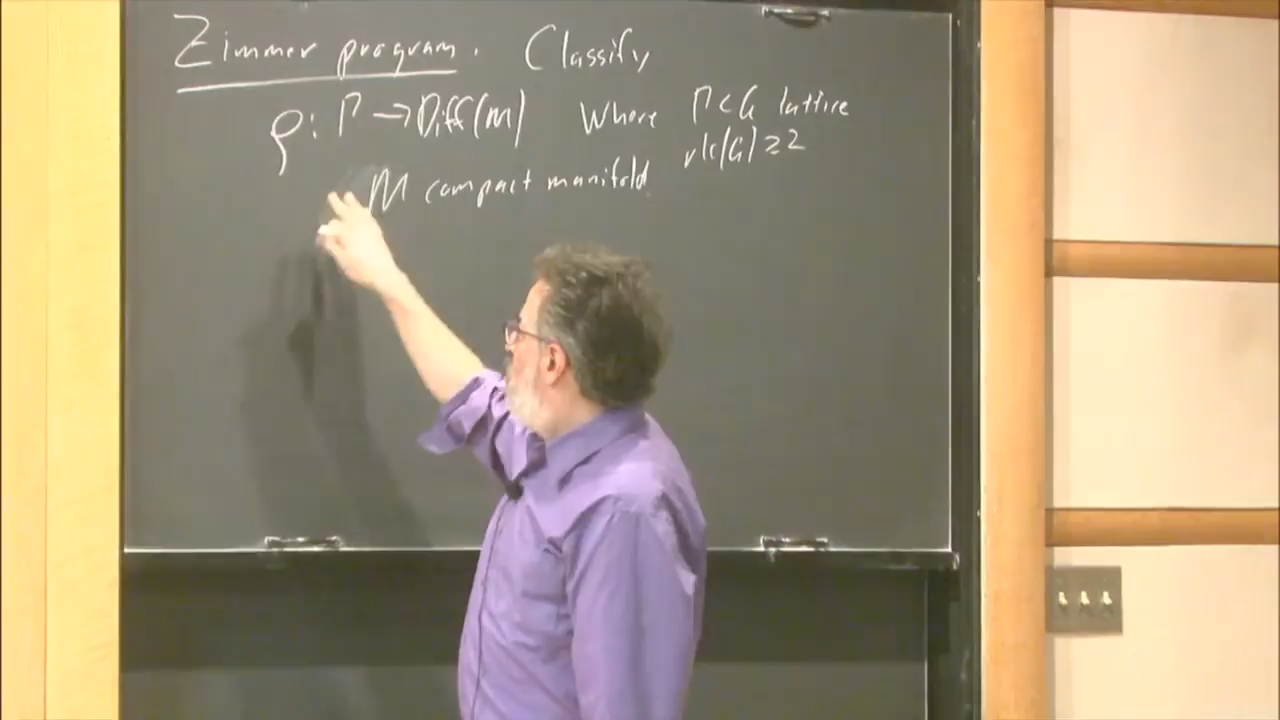 Zimmer program. Classify
ρ: Γ → Diff(M) Where Γ < G lattice
rk(G) ≥ 2
M compact manifold.